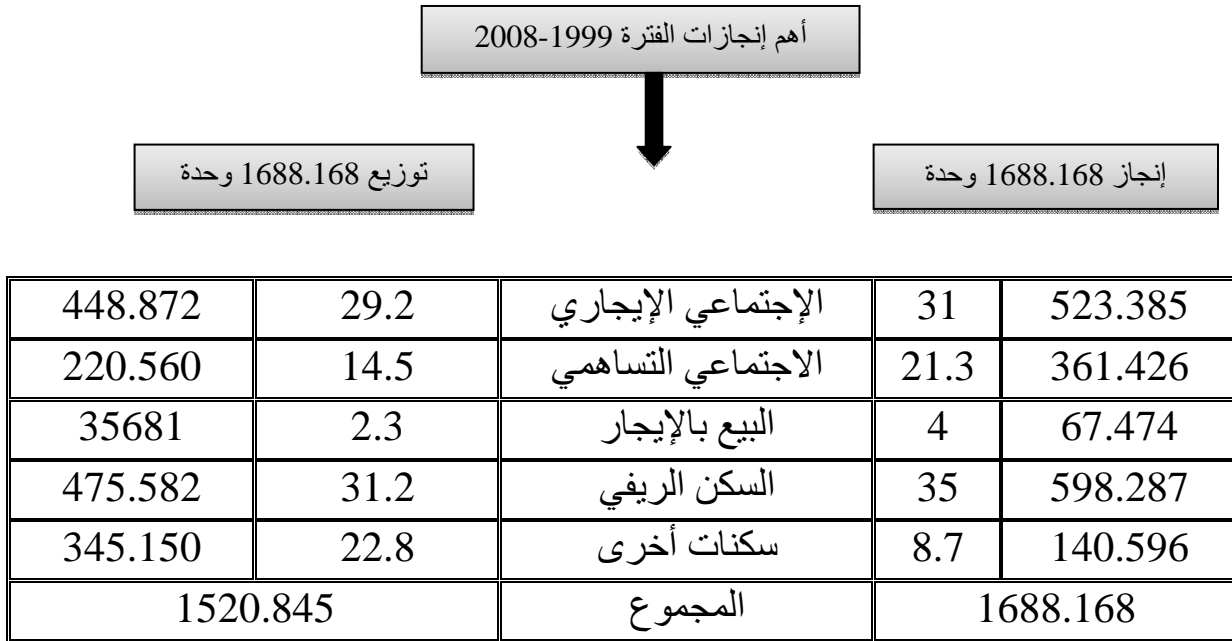 أهم إنجازات الفترة 1999-2008
إنجاز 1688.168 وحدة
توزيع 1688.168 وحدة
523.385 31 الإجتماعي الإيجاري 29.2 448.872
361.426 21.3 الاجتماعي التساهمي 14.5 220.560
67.474 4 البيع بالإيجار 2.3 35681
598.287 35 السكن الريفي 31.2 475.582
140.596 8.7 سكنات أخرى 22.8 345.150
1688.168 المجموع 1520.845